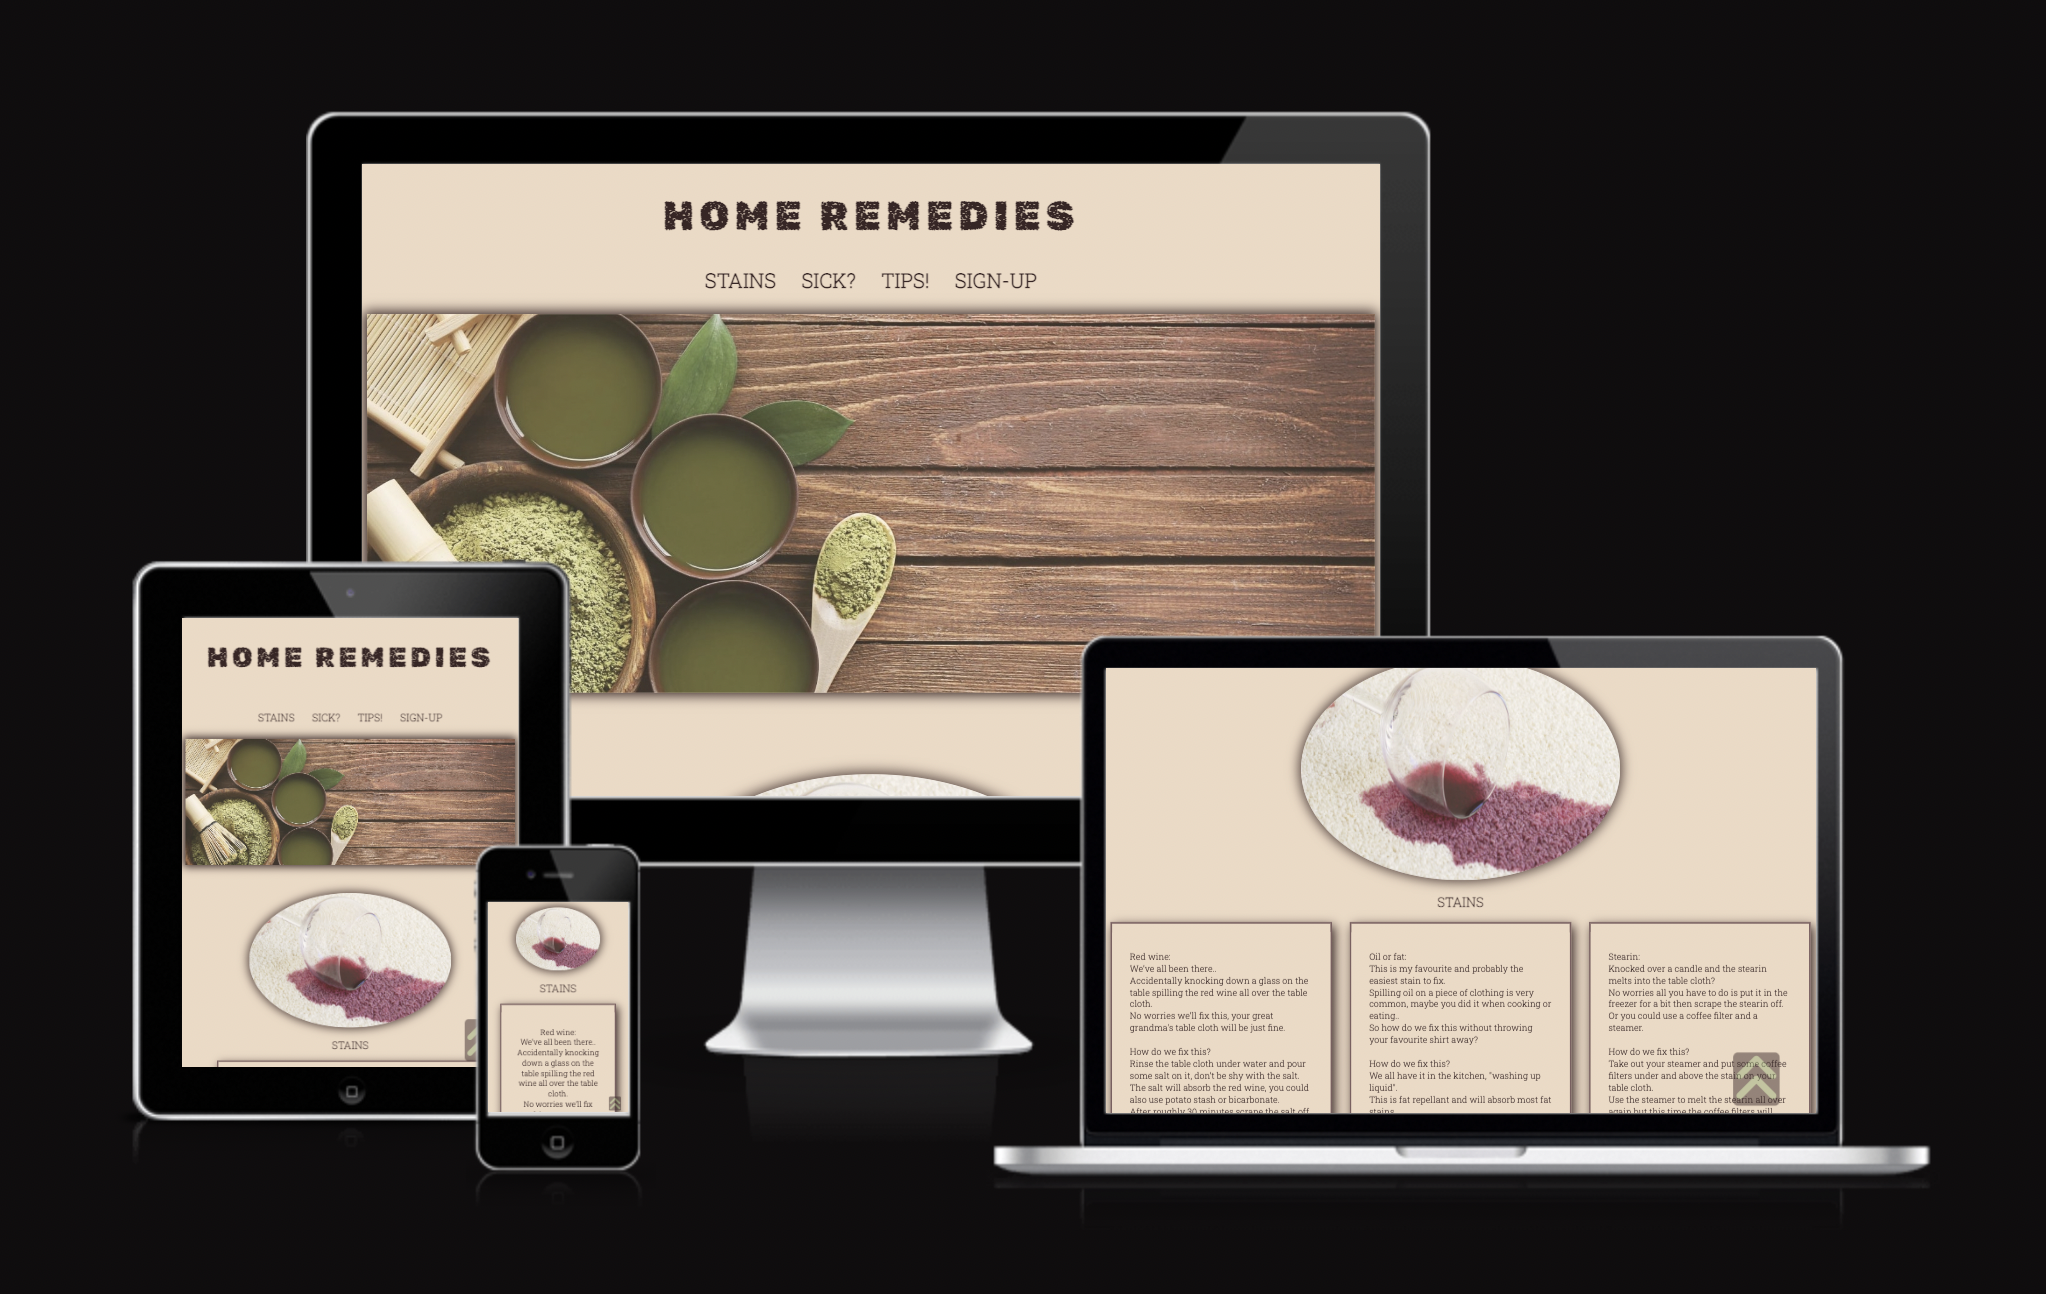 HOME REMEDIES
STAINS SICK? TIPS! SIGN-UP
HOME REMEDIES
STAINS SICK? TIPS! SIGN-UP
STAINS
STAINS
Red wine:
We've all been there..
Accidentally knocking
down a glass on the
table spilling the red
wine all over the table
cloth.
No worries we'll fix
STAINS
Red wine:
We've all been there..
Accidentally knocking down a glass on the
table spilling the red wine all over the table
cloth.
No worries we'll fix this, your great
grandma's table cloth will be just fine.
How do we fix this?
Rinse the table cloth under water and pour
some salt on it, don't be shy with the salt.
The salt will absorb the red wine, you could
also use potato stash or bicarbonate.
After roughly 30 minutes scrape the salt off
Oil or fat:
This is my favourite and probably the
easiest stain to fix.
Spilling oil on a piece of clothing is very
common, maybe you did it when cooking or
eating..
So how do we fix this without throwing
your favourite shirt away?
How do we fix this?
We all have it in the kitchen, "washing up
liquid".
This is fat repellant and will absorb most fat
stains
Stearin:
Knocked over a candle and the stearin
melts into the table cloth?
No worries all you have to do is put it in the
freezer for a bit then scrape the stearin off.
Or you could use a coffee filter and a
steamer.
How do we fix this?
Take out your steamer and put some coffee
filters under and above the stain on your
table cloth.
Use the steamer to melt the stearin all over
again but this time the coffee filters will